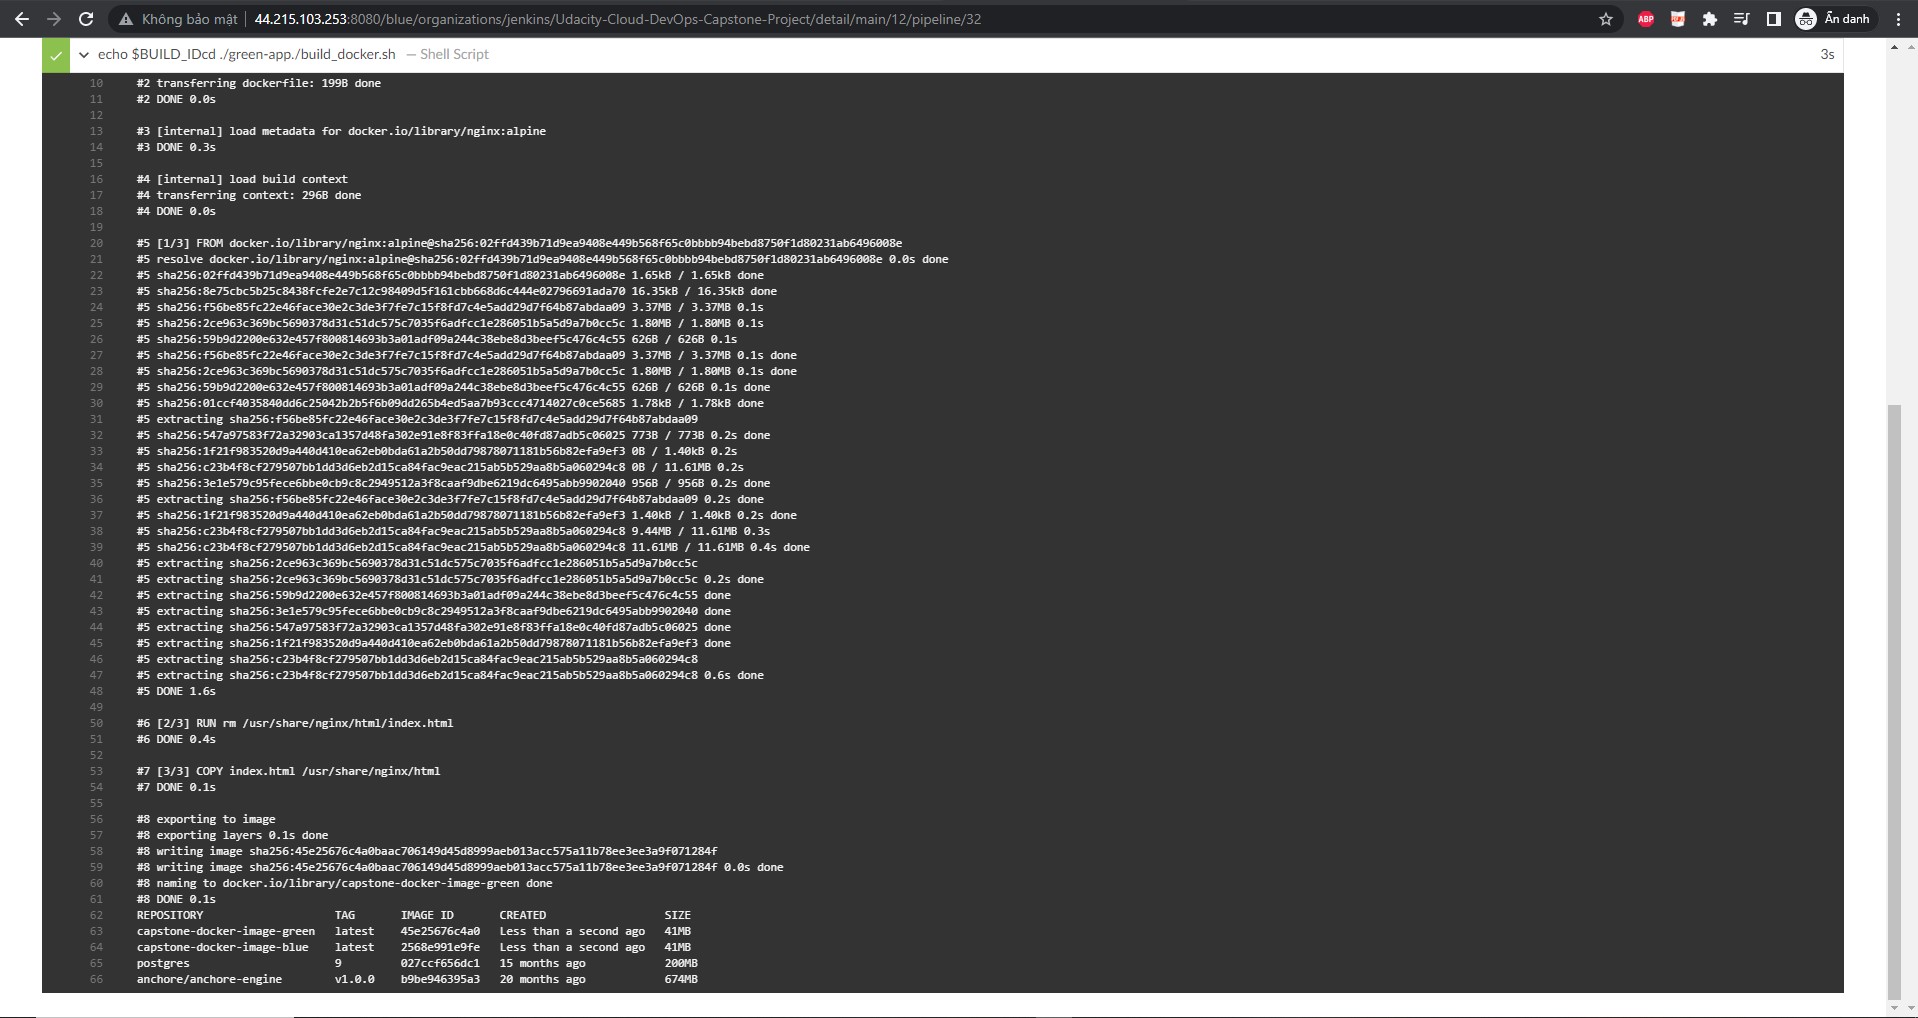 Không bảo mật 44.215.103.253:8080/blue/organizations/jenkins/Udacity-Cloud-DevOps-Capstone-Project/detail/main/12/pipeline/32 ABP Ẩn danh
echo $BUILD_IDcd ./green-app./build_docker.sh — Shell Script 3s
10 #2 transferring dockerfile: 199B done
11 #2 DONE 0.0s
12
13 #3 [internal] load metadata for docker.io/library/nginx:alpine
14 #3 DONE 0.3s
15
16 #4 [internal] load build context
17 #4 transferring context: 296B done
18 #4 DONE 0.0s
19
20 #5 [1/3] FROM docker.io/library/nginx:alpine@sha256:02ffd439b71d9ea9408e449b568f65c0bbbb94bebd8750f1d80231ab6496008e
21 #5 resolve docker.io/library/nginx:alpine@sha256:02ffd439b71d9ea9408e449b568f65c0bbbb94bebd8750f1d80231ab6496008e 0.0s done
22 #5 sha256:02ffd439b71d9ea9408e449b568f65c0bbbb94bebd8750f1d80231ab6496008e 1.65kB / 1.65kB done
23 #5 sha256:8e75cbc5b25c8438fcfe2e7c12c98409d5f161cbb668d6c444e02796691ada70 16.35kB / 16.35kB done
24 #5 sha256:f56be85fc22e46face30e2c3de3f7fe7c15f8fd7c4e5add29d7f64b87abdaa09 3.37MB / 3.37MB 0.1s
25 #5 sha256:2ce963c369bc5690378d31c51dc575c7035f6adfcc1e286051b5a5d9a7b0cc5c 1.80MB / 1.80MB 0.1s
26 #5 sha256:59b9d2200e632e457f800814693b3a01adf09a244c38ebe8d3beef5c476c4c55 626B / 626B 0.1s
27 #5 sha256:f56be85fc22e46face30e2c3de3f7fe7c15f8fd7c4e5add29d7f64b87abdaa09 3.37MB / 3.37MB 0.1s done
28 #5 sha256:2ce963c369bc5690378d31c51dc575c7035f6adfcc1e286051b5a5d9a7b0cc5c 1.80MB / 1.80MB 0.1s done
29 #5 sha256:59b9d2200e632e457f800814693b3a01adf09a244c38ebe8d3beef5c476c4c55 626B / 626B 0.1s done
30 #5 sha256:01ccf4035840dd6c25042b2b5f6b09dd265b4ed5aa7b93ccc4714027c0ce5685 1.78kB / 1.78kB done
31 #5 extracting sha256:f56be85fc22e46face30e2c3de3f7fe7c15f8fd7c4e5add29d7f64b87abdaa09
32 #5 sha256:547a97583f72a32903ca1357d48fa302e91e8f83ffa18e0c40fd87adb5c06025 773B / 773B 0.2s done
33 #5 sha256:1f21f983520d9a440d410ea62eb0bda61a2b50dd79878071181b56b82efa9ef3 0B / 1.40kB 0.2s
34 #5 sha256:c23b4f8cf279507bb1dd3d6eb2d15ca84fac9eac215ab5b529aa8b5a060294c8 0B / 11.61MB 0.2s
35 #5 sha256:3e1e579c95fece6bbe0cb9c8c2949512a3f8caaf9dbe6219dc6495abb9902040 956B / 956B 0.2s done
36 #5 extracting sha256:f56be85fc22e46face30e2c3de3f7fe7c15f8fd7c4e5add29d7f64b87abdaa09 0.2s done
37 #5 sha256:1f21f983520d9a440d410ea62eb0bda61a2b50dd79878071181b56b82efa9ef3 1.40kB / 1.40kB 0.2s done
38 #5 sha256:c23b4f8cf279507bb1dd3d6eb2d15ca84fac9eac215ab5b529aa8b5a060294c8 9.44MB / 11.61MB 0.3s
39 #5 sha256:c23b4f8cf279507bb1dd3d6eb2d15ca84fac9eac215ab5b529aa8b5a060294c8 11.61MB / 11.61MB 0.4s done
40 #5 extracting sha256:2ce963c369bc5690378d31c51dc575c7035f6adfcc1e286051b5a5d9a7b0cc5c
41 #5 extracting sha256:2ce963c369bc5690378d31c51dc575c7035f6adfcc1e286051b5a5d9a7b0cc5c 0.2s done
42 #5 extracting sha256:59b9d2200e632e457f800814693b3a01adf09a244c38ebe8d3beef5c476c4c55 done
43 #5 extracting sha256:3e1e579c95fece6bbe0cb9c8c2949512a3f8caaf9dbe6219dc6495abb9902040 done
44 #5 extracting sha256:547a97583f72a32903ca1357d48fa302e91e8f83ffa18e0c40fd87adb5c06025 done
45 #5 extracting sha256:1f21f983520d9a440d410ea62eb0bda61a2b50dd79878071181b56b82efa9ef3 done
46 #5 extracting sha256:c23b4f8cf279507bb1dd3d6eb2d15ca84fac9eac215ab5b529aa8b5a060294c8
47 #5 extracting sha256:c23b4f8cf279507bb1dd3d6eb2d15ca84fac9eac215ab5b529aa8b5a060294c8 0.6s done
48 #5 DONE 1.6s
49
50 #6 [2/3] RUN rm /usr/share/nginx/html/index.html
51 #6 DONE 0.4s
52
53 #7 [3/3] COPY index.html /usr/share/nginx/html
54 #7 DONE 0.1s
55
56 #8 exporting to image
57 #8 exporting layers 0.1s done
58 #8 writing image sha256:45e25676c4a0baac706149d45d8999aeb013acc575a11b78ee3ee3a9f071284f
59 #8 writing image sha256:45e25676c4a0baac706149d45d8999aeb013acc575a11b78ee3ee3a9f071284f 0.0s done
60 #8 naming to docker.io/library/capstone-docker-image-green done
61 #8 DONE 0.1s
62 REPOSITORY TAG IMAGE ID CREATED SIZE
63 capstone-docker-image-green latest 45e25676c4a0 Less than a second ago 41MB
64 capstone-docker-image-blue latest 2568e991e9fe Less than a second ago 41MB
65 postgres 9 027ccf656dc1 15 months ago 200MB
66 anchore/anchore-engine v1.0.0 b9be946395a3 20 months ago 674MB